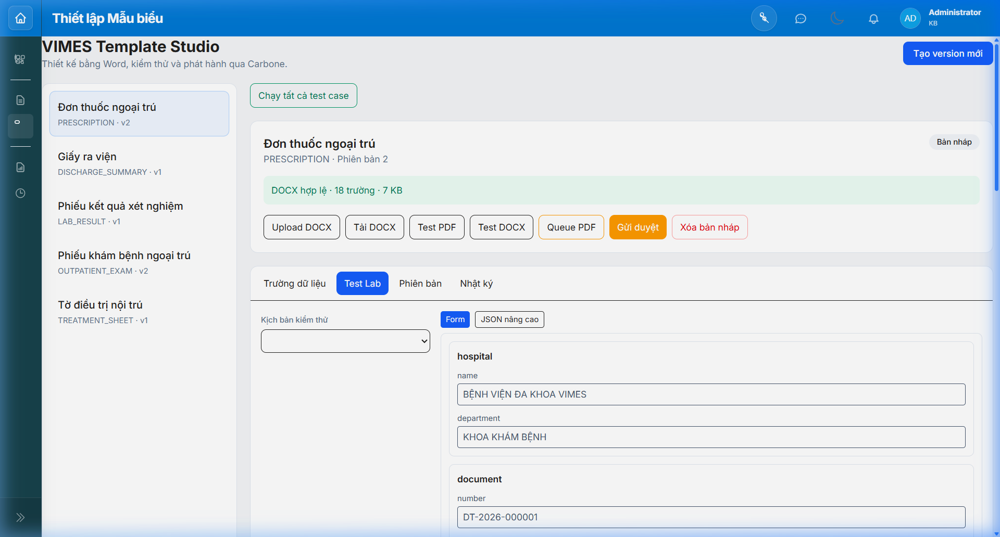 Thiết lập Mẫu biểu
AD
Administrator
KB
VIMES Template Studio
Thiết kế bằng Word, kiểm thử và phát hành qua Carbone.
Tạo version mới
Đơn thuốc ngoại trú
PRESCRIPTION · v2
Giấy ra viện
DISCHARGE_SUMMARY · v1
Phiếu kết quả xét nghiệm
LAB_RESULT · v1
Phiếu khám bệnh ngoại trú
OUTPATIENT_EXAM · v2
Tờ điều trị nội trú
TREATMENT_SHEET · v1
Chạy tất cả test case
Đơn thuốc ngoại trú
PRESCRIPTION · Phiên bản 2
Bản nháp
DOCX hợp lệ · 18 trường · 7 KB
Upload DOCX
Tải DOCX
Test PDF
Test DOCX
Queue PDF
Gửi duyệt
Xóa bản nháp
Trường dữ liệu
Test Lab
Phiên bản
Nhật ký
Kịch bản kiểm thử
Form
JSON nâng cao
hospital
name
BỆNH VIỆN ĐA KHOA VIMES
department
KHOA KHÁM BỆNH
document
number
DT-2026-000001